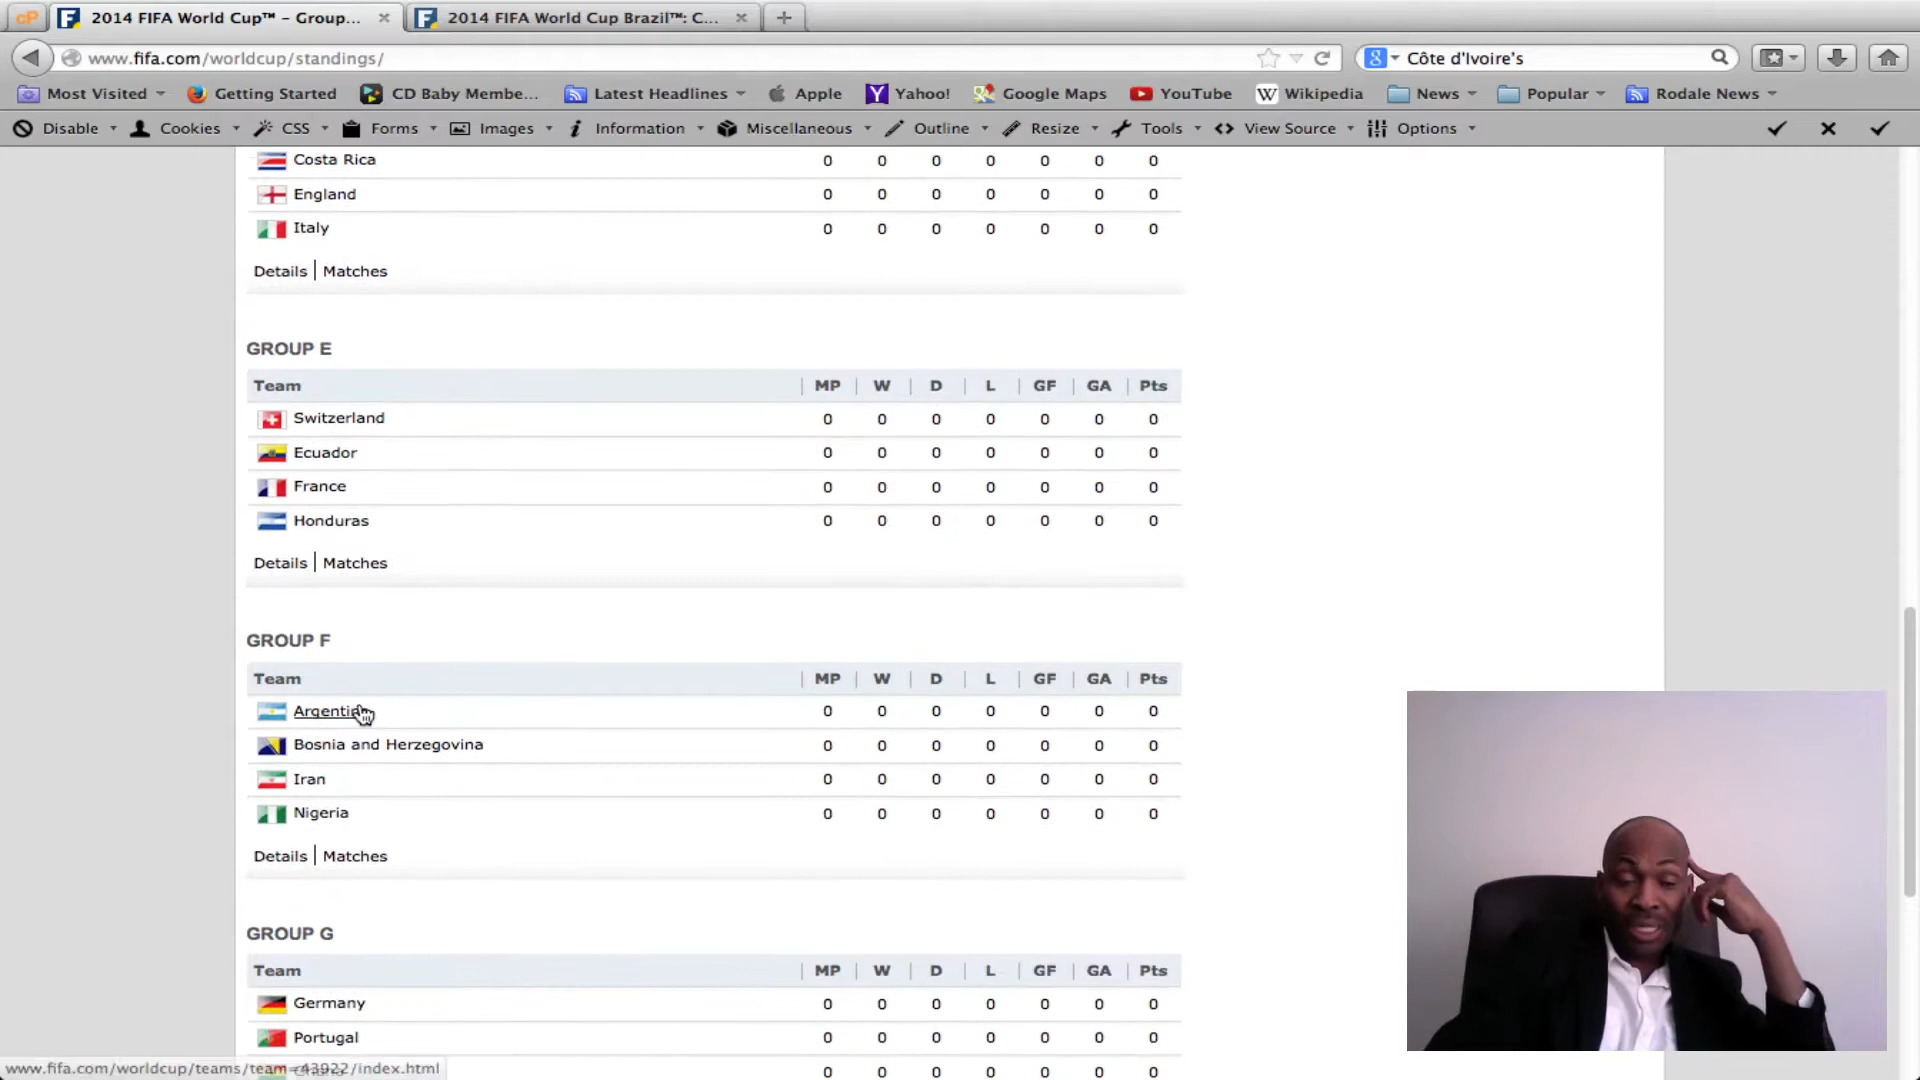 cP 2014 FIFA World Cup™ – Group... 2014 FIFA World Cup Brazil™: C...
www.fifa.com/worldcup/standings/ Côte d'Ivoire's
Most Visited Getting Started CD Baby Membe... Latest Headlines Apple Yahoo! Google Maps YouTube Wikipedia News Popular Rodale News
Disable Cookies CSS Forms Images Information Miscellaneous Outline Resize Tools View Source Options
Costa Rica 0 0 0 0 0 0 0
England 0 0 0 0 0 0 0
Italy 0 0 0 0 0 0 0
Details | Matches
GROUP E
Team MP W D L GF GA Pts
Switzerland 0 0 0 0 0 0 0
Ecuador 0 0 0 0 0 0 0
France 0 0 0 0 0 0 0
Honduras 0 0 0 0 0 0 0
Details | Matches
GROUP F
Team MP W D L GF GA Pts
Argentina 0 0 0 0 0 0 0
Bosnia and Herzegovina 0 0 0 0 0 0 0
Iran 0 0 0 0 0 0 0
Nigeria 0 0 0 0 0 0 0
Details | Matches
GROUP G
Team MP W D L GF GA Pts
Germany 0 0 0 0 0 0 0
Portugal 0 0 0 0 0 0 0
0 0 0 0 0 0 0
www.fifa.com/worldcup/teams/team=43922/index.html